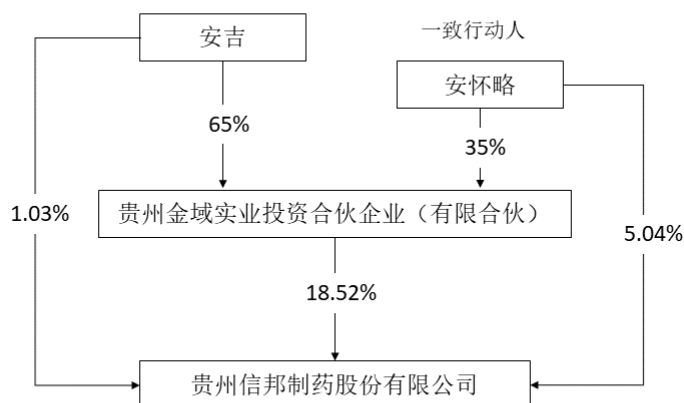 安吉
一致行动人
安怀略
65%
35%
贵州金域实业投资合伙企业（有限合伙）
1.03%
5.04%
18.52%
贵州信邦制药股份有限公司